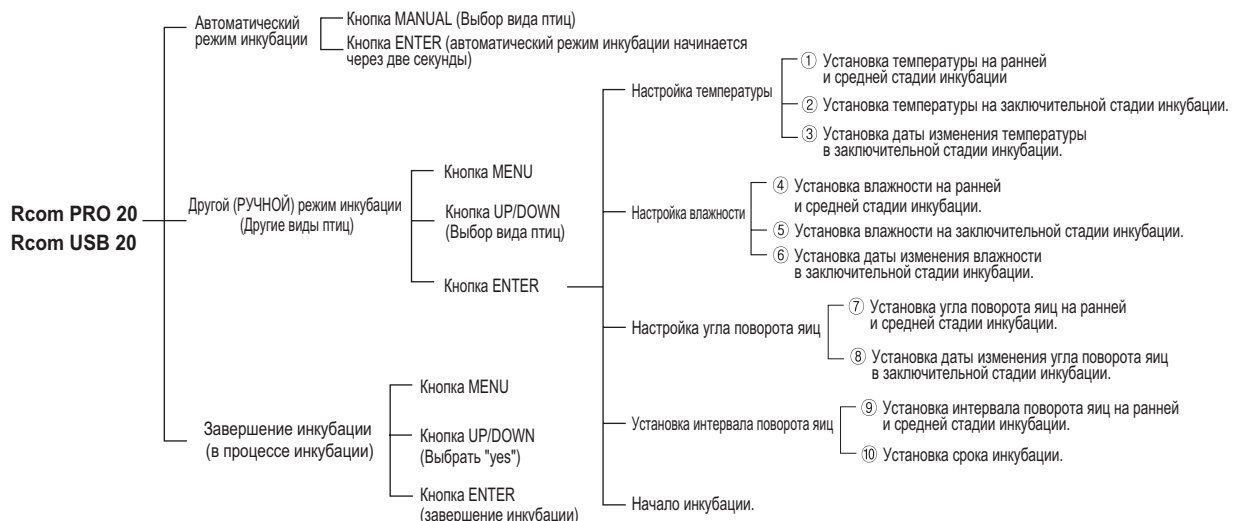 Rcom PRO 20
Rcom USB 20
Автоматический
режим инкубации
Кнопка MANUAL (Выбор вида птиц)
Кнопка ENTER (автоматический режим инкубации начинается
через две секунды)
Другой (РУЧНОЙ) режим инкубации
(Другие виды птиц)
Кнопка MENU
Кнопка UP/DOWN
(Выбор вида птиц)
Кнопка ENTER
Настройка температуры
① Установка температуры на ранней
и средней стадии инкубации
② Установка температуры на заключительной стадии инкубации.
③ Установка даты изменения температуры
в заключительной стадии инкубации.
Настройка влажности
④ Установка влажности на ранней
и средней стадии инкубации.
⑤ Установка влажности на заключительной стадии инкубации.
⑥ Установка даты изменения влажности
в заключительной стадии инкубации.
Настройка угла поворота яиц
⑦ Установка угла поворота яиц на ранней
и средней стадии инкубации.
⑧ Установка даты изменения угла поворота яиц
в заключительной стадии инкубации.
Установка интервала поворота яиц
⑨ Установка интервала поворота яиц на ранней
и средней стадии инкубации.
⑩ Установка срока инкубации.
Начало инкубации.
Завершение инкубации
(в процессе инкубации)
Кнопка MENU
Кнопка UP/DOWN
(Выбрать "yes")
Кнопка ENTER
(завершение инкубации)